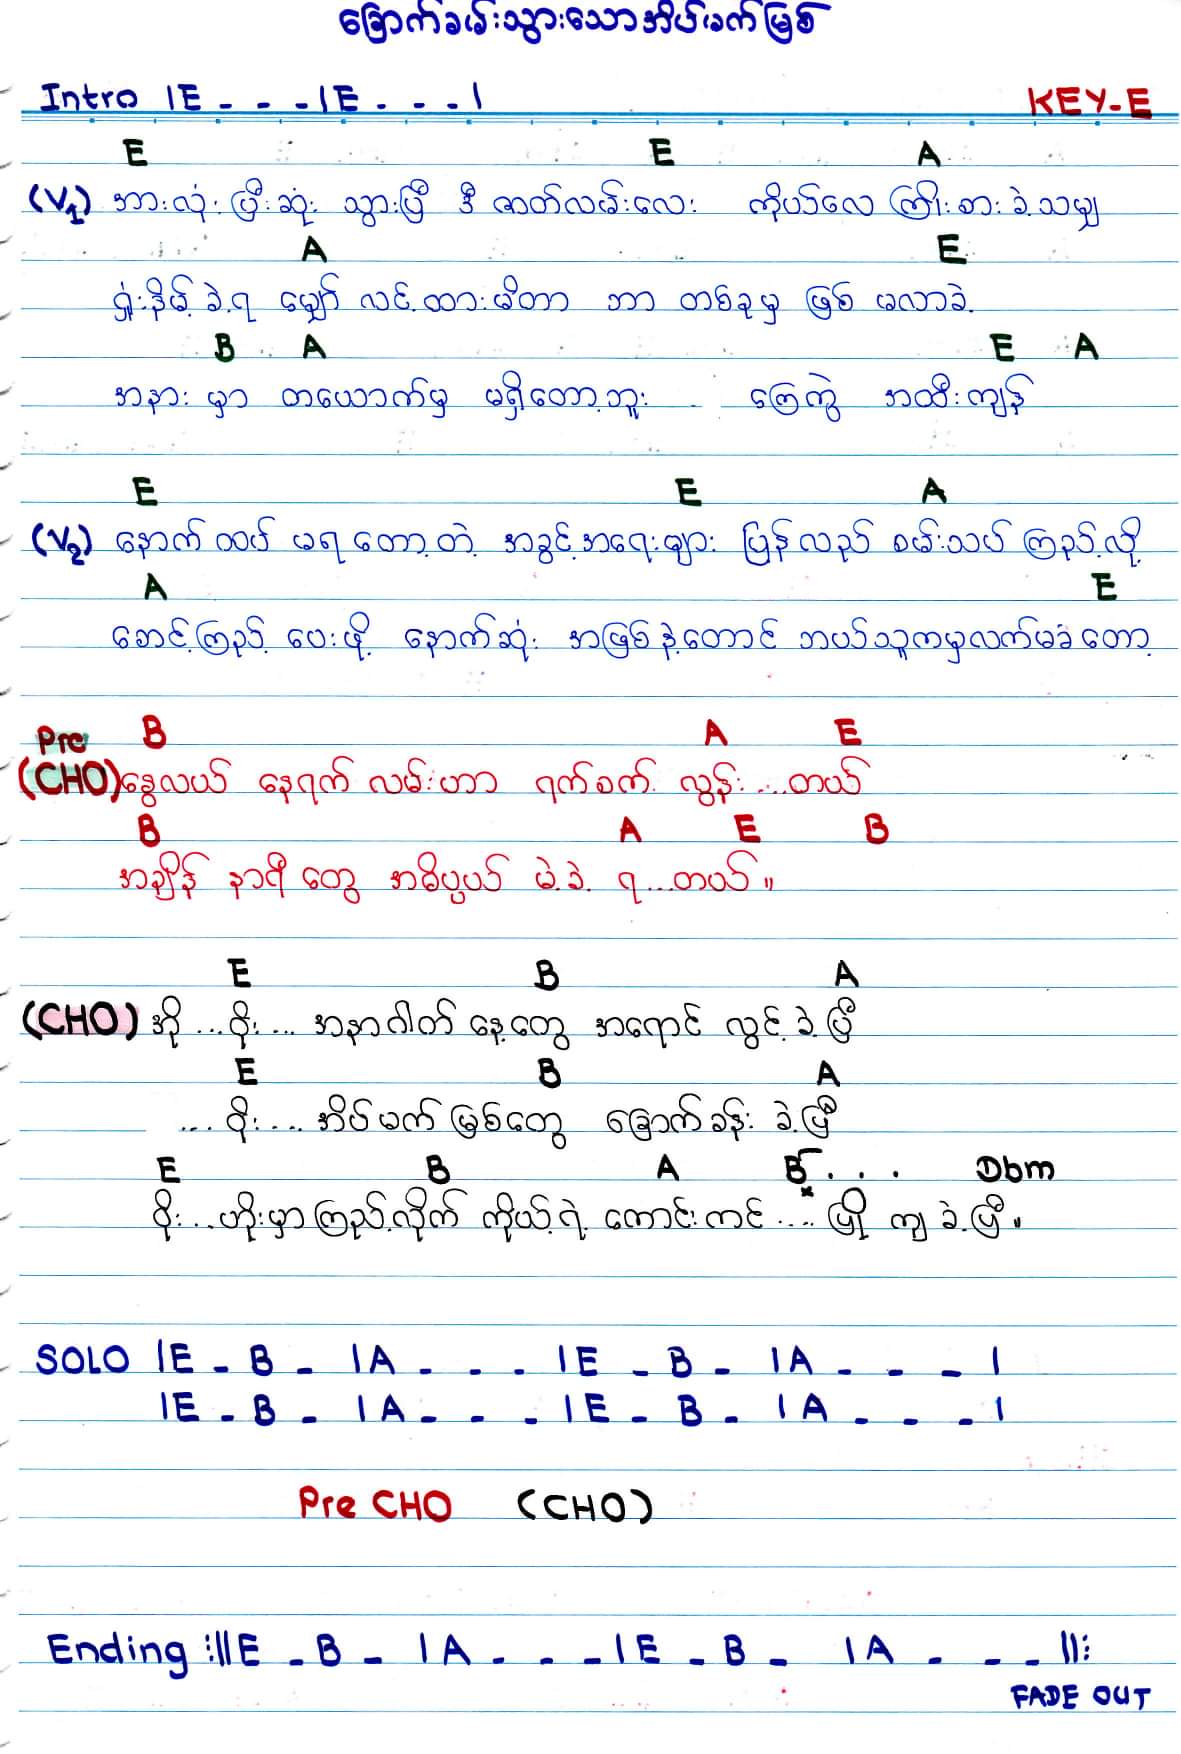 ခြောက်ခမ်းသွားသောအိပ်မက်မြစ်
Intro |E - - - |E - - - |
KEY-E
E E A
(V1) အားလုံး ပြီးဆုံး သွားပြီ ဒီ ဇာတ်လမ်းလေး ကိုယ်လေ ကြိုးစားခဲ့သမျှ
A E
ရှုံးနိမ့်ခဲ့ရ မျှော်လင့်ထားမိတာ ဘာ တစ်ခုမှ ဖြစ် မလာခဲ့
B A E A
အနား မှာ တယောက်မှ မရှိတော့ဘူး ကြေကွဲ အထီးကျန်
E E A
(V2) နောက် ထပ် မရ တော့ တဲ့ အခွင့်အရေးများ ပြန်လည် စမ်းသပ် ကြည့်လို့
A E
စောင့်ကြည့် ပေးဖို့ နောက်ဆုံး အဖြစ်နဲ့တောင် ဘယ်သူကမှလက်မခံ တော့
Pre B A E
(CHO) နွေလယ် နေ့ရက် လမ်းဟာ ရက်စက် လွန်း ...တယ်
B A E B
အချိန် နာရီ တွေ အဓိပ္ပယ် မဲ့ခဲ့ ရ...တယ်။
E B A
(CHO) အို ...ဝိုး... အနာဂါတ် နေ့တွေ အရောင် လွင့်ခဲ့ပြီ
E B A
... ဝိုး.... အိပ်မက် မြစ်တွေ ခြောက်ခန်း ခဲ့ပြီ
E B A B . . . Dbm
ဝိုး...ဟိုးမှာကြည့်လိုက် ကိုယ့်ရဲ့ ကောင်းကင် .... ပြို ကျ ခဲ့ပြီ။
SOLO |E - B - |A - - - |E - B - |A - - - |
|E - B - |A - - - |E - B - |A - - - |
Pre CHO (CHO)
Ending :||E - B - |A - - - |E - B - |A - - - ||:
FADE OUT